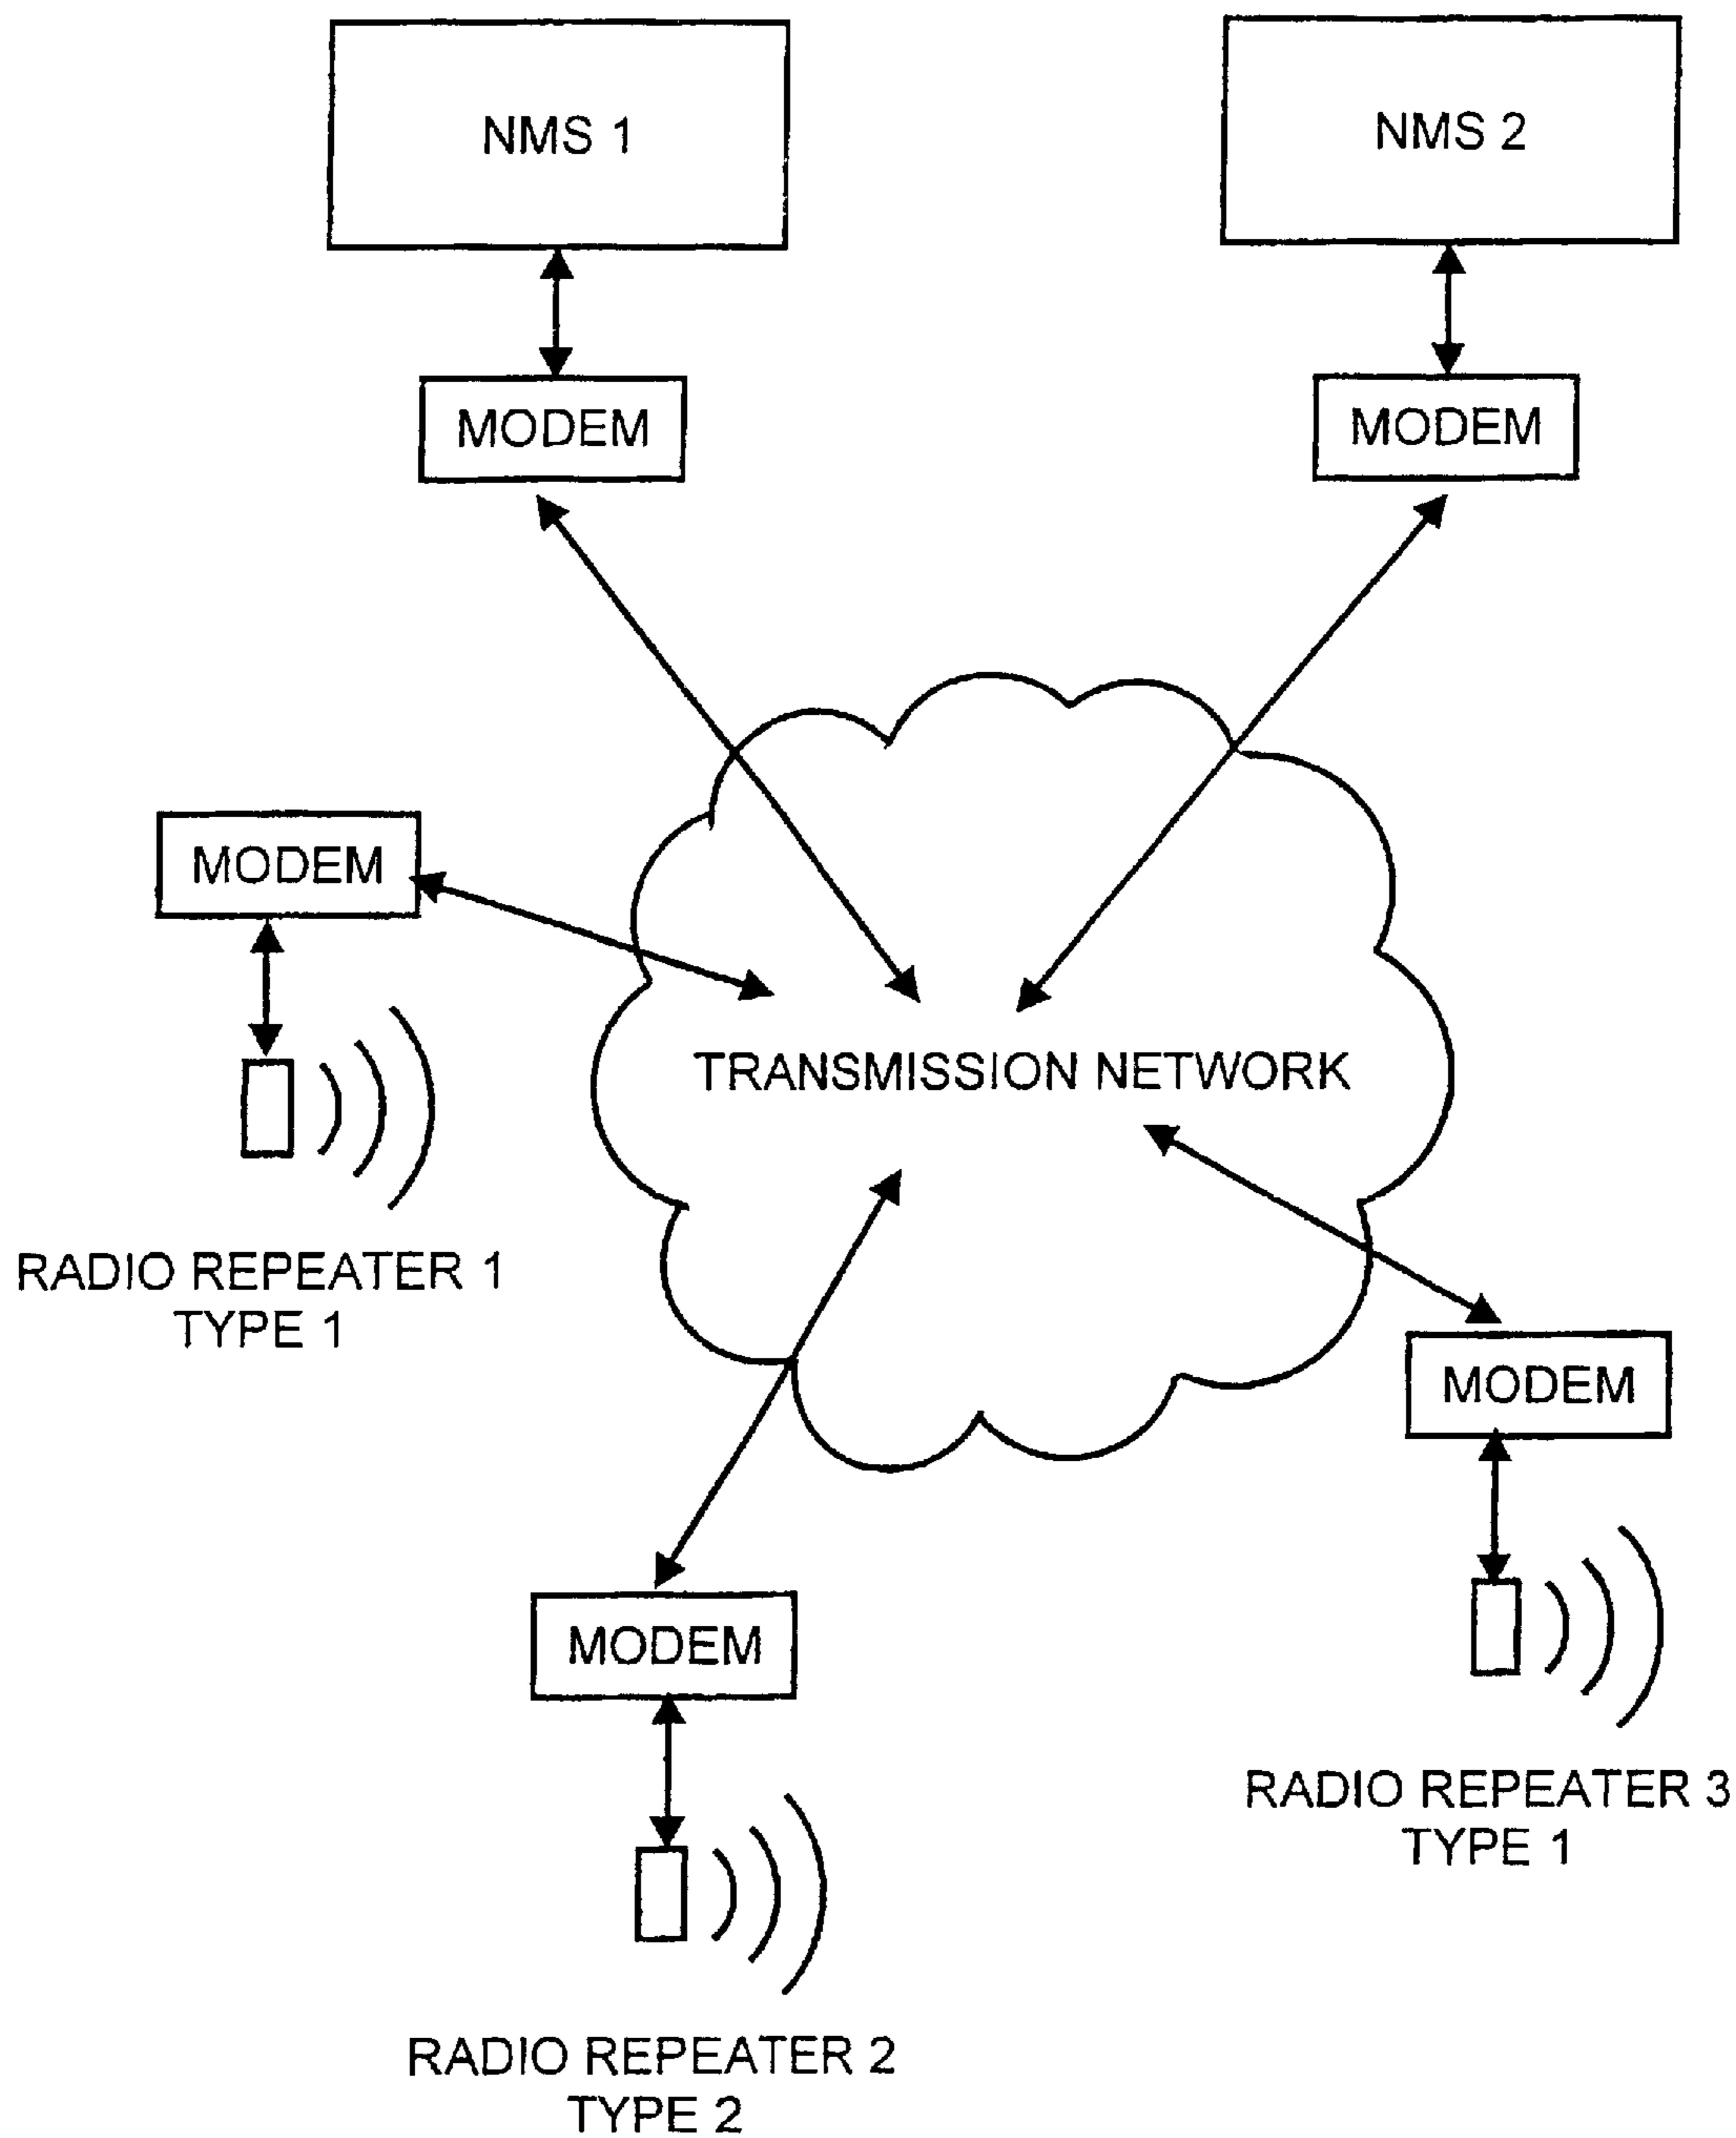 NMS 1
NMS 2
MODEM
MODEM
MODEM
TRANSMISSION NETWORK
RADIO REPEATER 1
TYPE 1
MODEM
MODEM
RADIO REPEATER 3
TYPE 1
RADIO REPEATER 2
TYPE 2